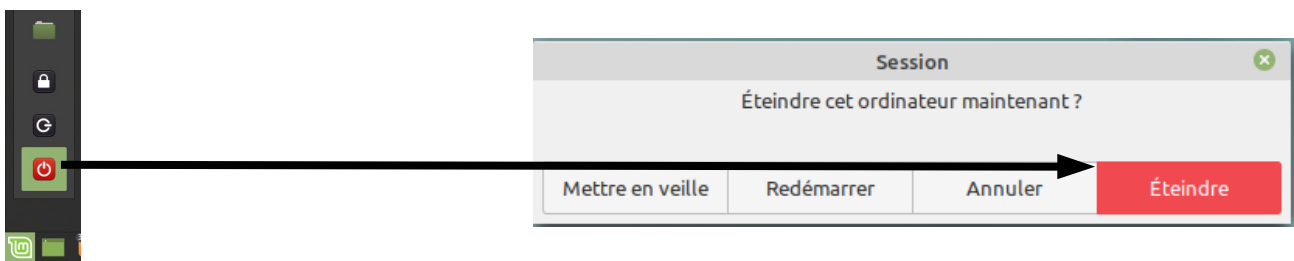 Session
Éteindre cet ordinateur maintenant ?
Mettre en veille Redémarrer Annuler Éteindre